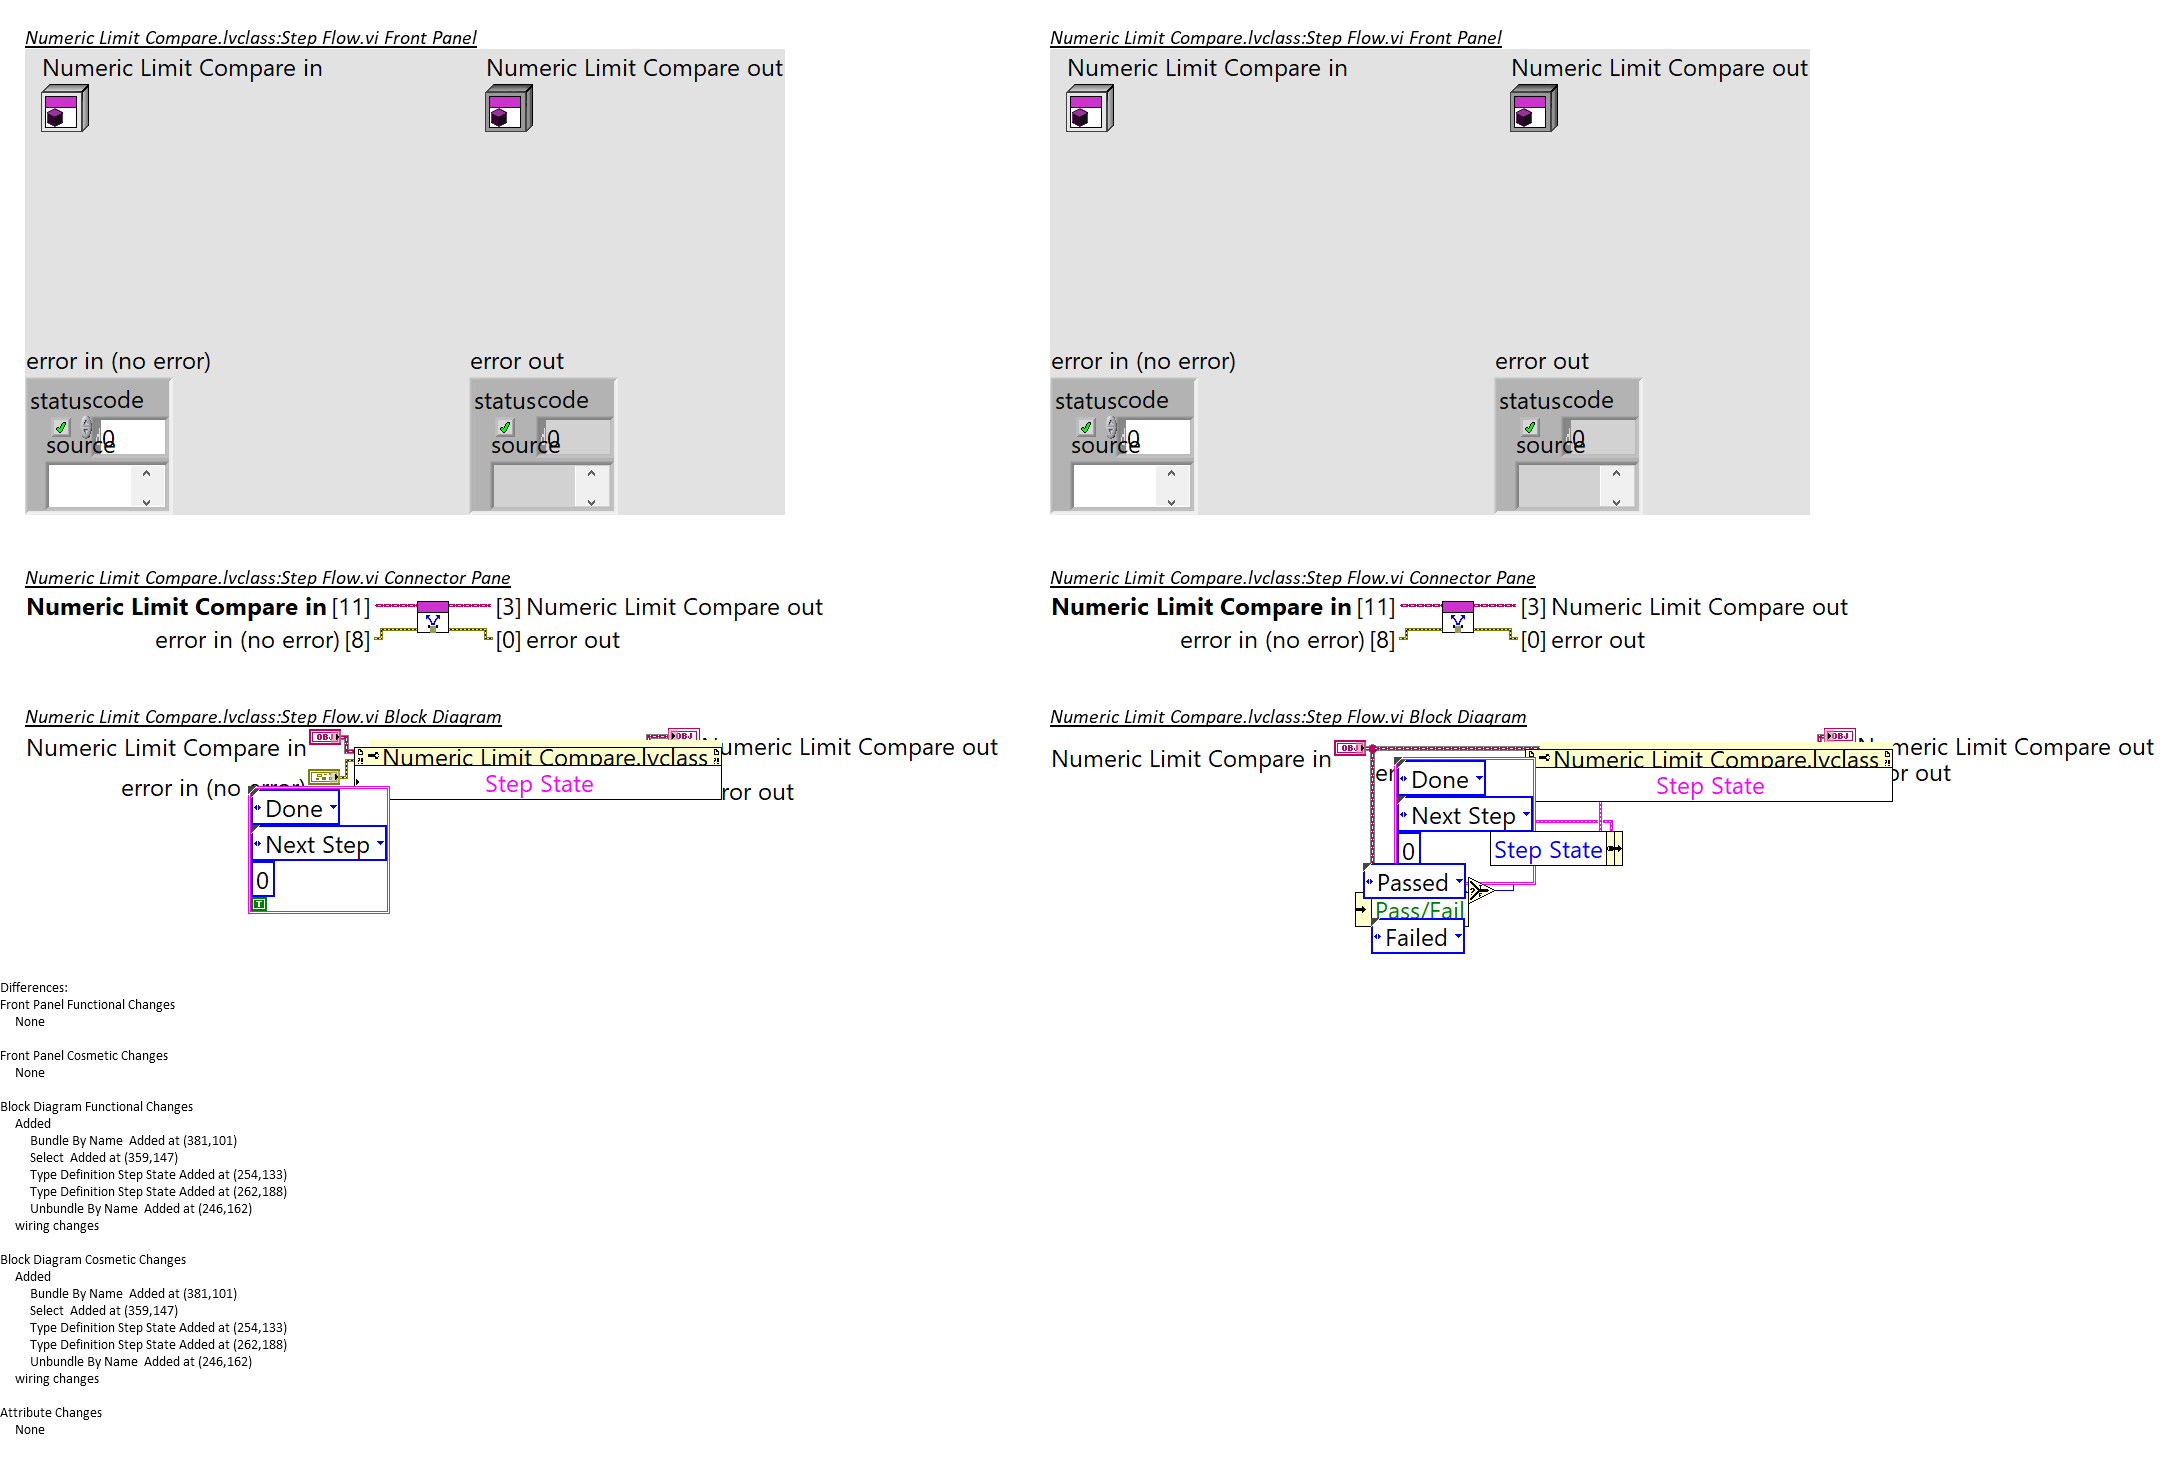 Numeric Limit Compare.lvclass:Step Flow.vi Front Panel
Numeric Limit Compare in
Numeric Limit Compare out
error in (no error)
error out
status code
0
source
status code
0
source
Numeric Limit Compare.lvclass:Step Flow.vi Connector Pane
Numeric Limit Compare in [11]
[3] Numeric Limit Compare out
error in (no error) [8]
[0] error out
Numeric Limit Compare.lvclass:Step Flow.vi Block Diagram
Numeric Limit Compare in
OBJ
OBJ
umeric Limit Compare out
Numeric Limit Compare.lvclass
Step State
error in (no error)
ror out
Done
Next Step
0
T
Numeric Limit Compare.lvclass:Step Flow.vi Front Panel
Numeric Limit Compare in
Numeric Limit Compare out
error in (no error)
error out
status code
0
source
status code
0
source
Numeric Limit Compare.lvclass:Step Flow.vi Connector Pane
Numeric Limit Compare in [11]
[3] Numeric Limit Compare out
error in (no error) [8]
[0] error out
Numeric Limit Compare.lvclass:Step Flow.vi Block Diagram
Numeric Limit Compare in
OBJ
OBJ
meric Limit Compare out
Numeric Limit Compare.lvclass
Step State
er
or out
Done
Next Step
0
Step State
Passed
Pass/Fail
Failed
Differences:
Front Panel Functional Changes
None
Front Panel Cosmetic Changes
None
Block Diagram Functional Changes
Added
Bundle By Name  Added at (381,101)
Select  Added at (359,147)
Type Definition Step State Added at (254,133)
Type Definition Step State Added at (262,188)
Unbundle By Name  Added at (246,162)
wiring changes
Block Diagram Cosmetic Changes
Added
Bundle By Name  Added at (381,101)
Select  Added at (359,147)
Type Definition Step State Added at (254,133)
Type Definition Step State Added at (262,188)
Unbundle By Name  Added at (246,162)
wiring changes
Attribute Changes
None